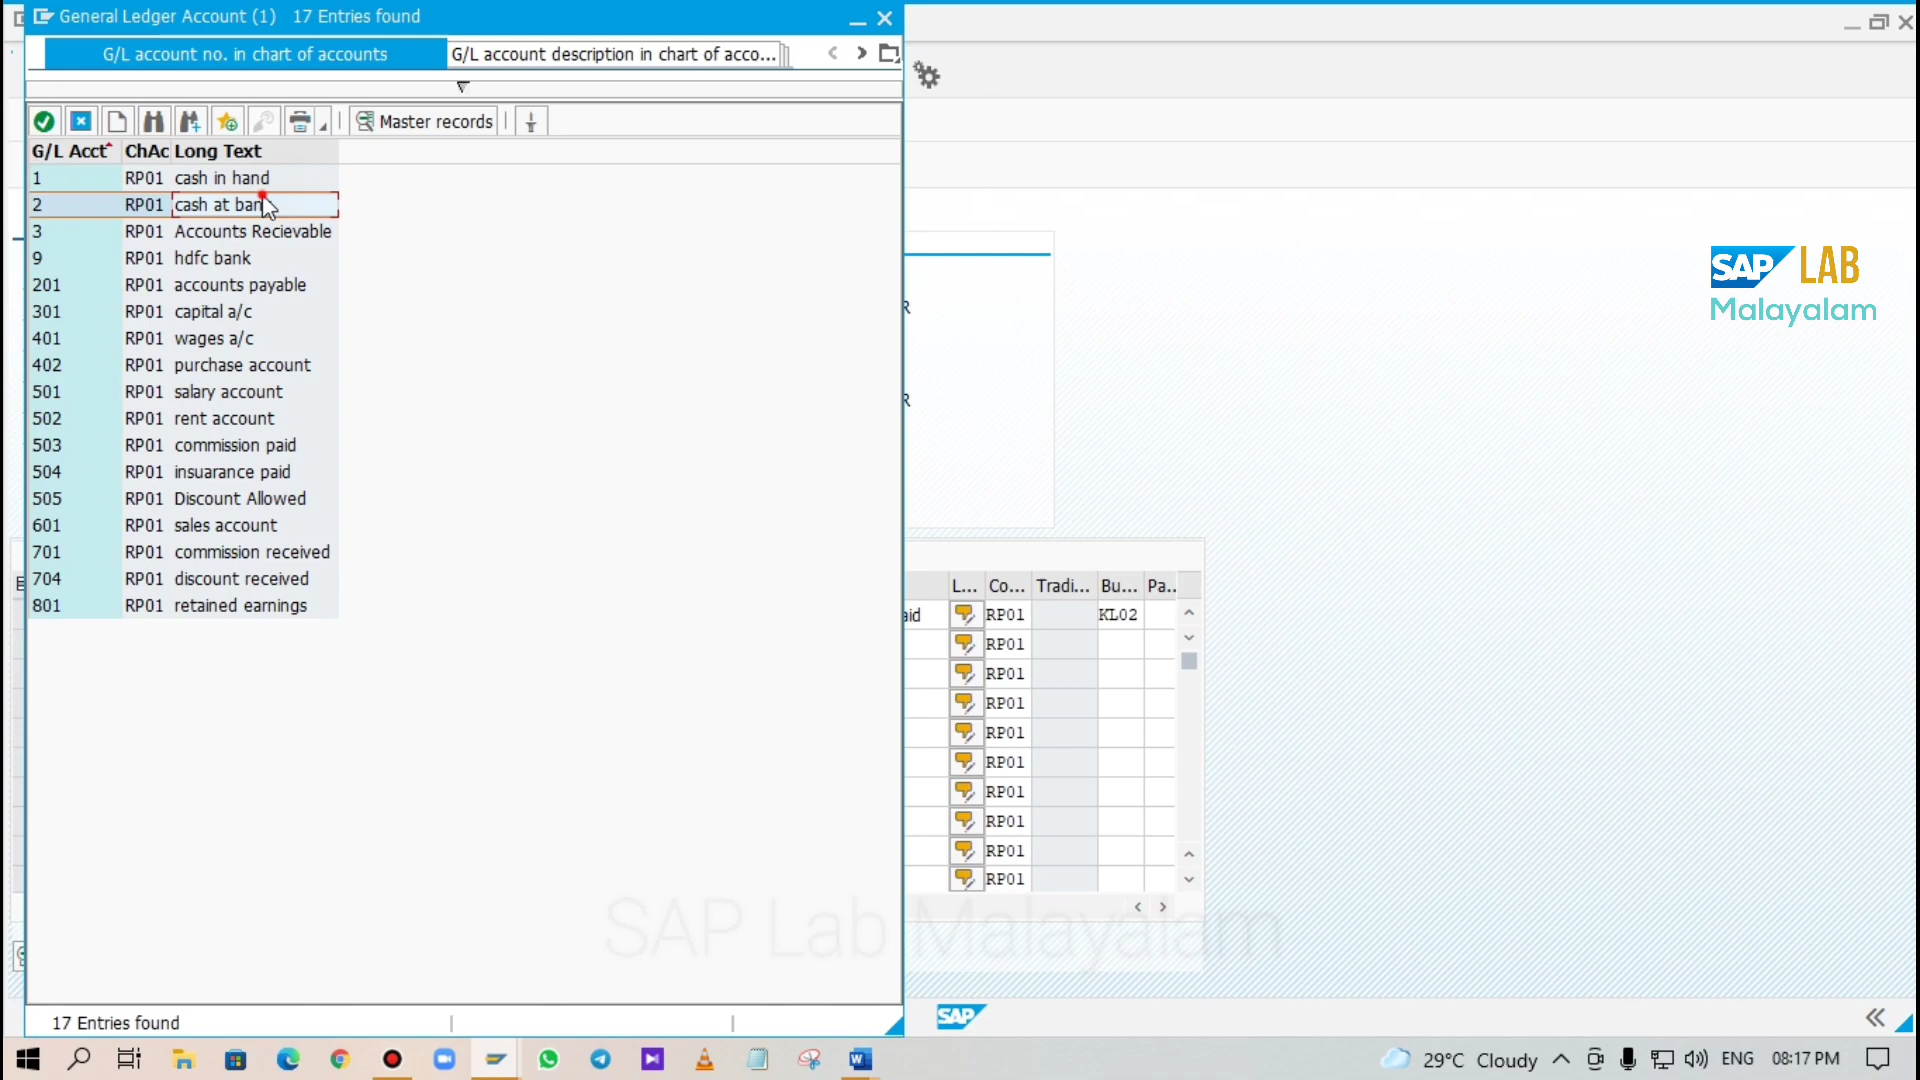 General Ledger Account (1) 17 Entries found
G/L account no. in chart of accounts
G/L account description in chart of acco...
Master records
G/L Acct ChAc Long Text
1 RP01 cash in hand
2 RP01 cash at ban
3 RP01 Accounts Recievable
9 RP01 hdfc bank
201 RP01 accounts payable
301 RP01 capital a/c
401 RP01 wages a/c
402 RP01 purchase account
501 RP01 salary account
502 RP01 rent account
503 RP01 commission paid
504 RP01 insuarance paid
505 RP01 Discount Allowed
601 RP01 sales account
701 RP01 commission received
704 RP01 discount received
801 RP01 retained earnings
17 Entries found
SAP LAB
Malayalam
R
R
L... Co... Tradi... Bu... Pa..
aid RP01 KL02
RP01
RP01
RP01
RP01
RP01
RP01
RP01
RP01
RP01
SAP Lab Malayalam
SAP
29°C Cloudy ENG 08:17 PM